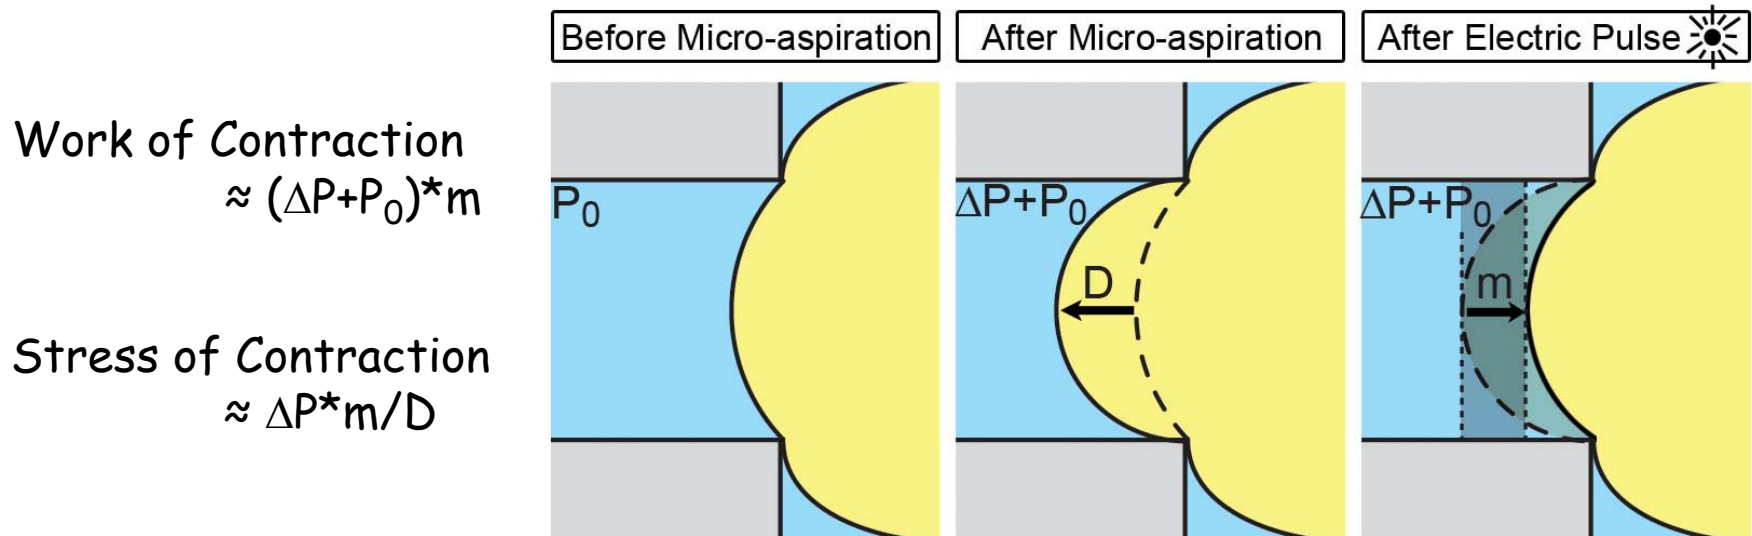 Before Micro-aspiration
After Micro-aspiration
After Electric Pulse
Work of Contraction
≈ (ΔP+P₀)*m
Stress of Contraction
≈ ΔP*m/D
P₀
ΔP+P₀
D
ΔP+P₀
m